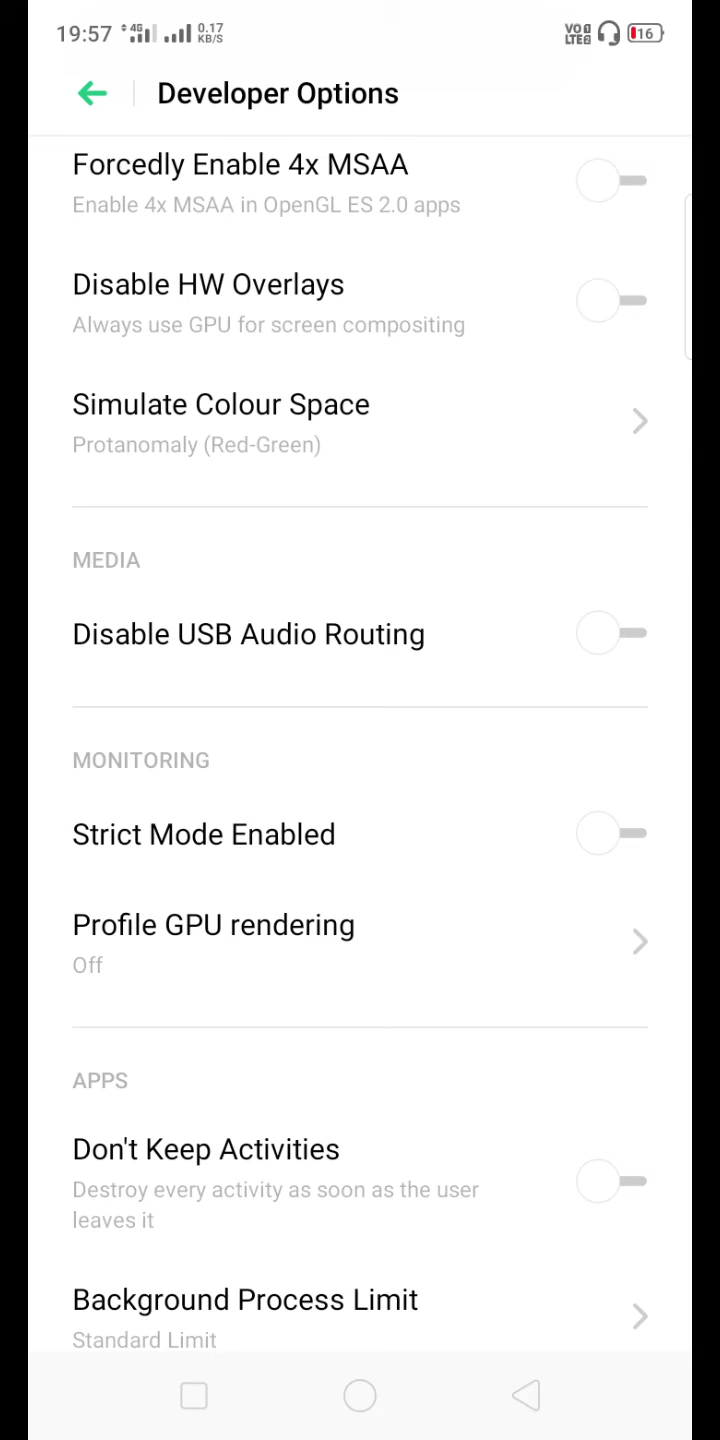 19:57 4G 0.17 KB/S VO LTE 16
Developer Options
Forcedly Enable 4x MSAA
Enable 4x MSAA in OpenGL ES 2.0 apps
Disable HW Overlays
Always use GPU for screen compositing
Simulate Colour Space
Protanomaly (Red-Green)
MEDIA
Disable USB Audio Routing
MONITORING
Strict Mode Enabled
Profile GPU rendering
Off
APPS
Don't Keep Activities
Destroy every activity as soon as the user
leaves it
Background Process Limit
Standard Limit